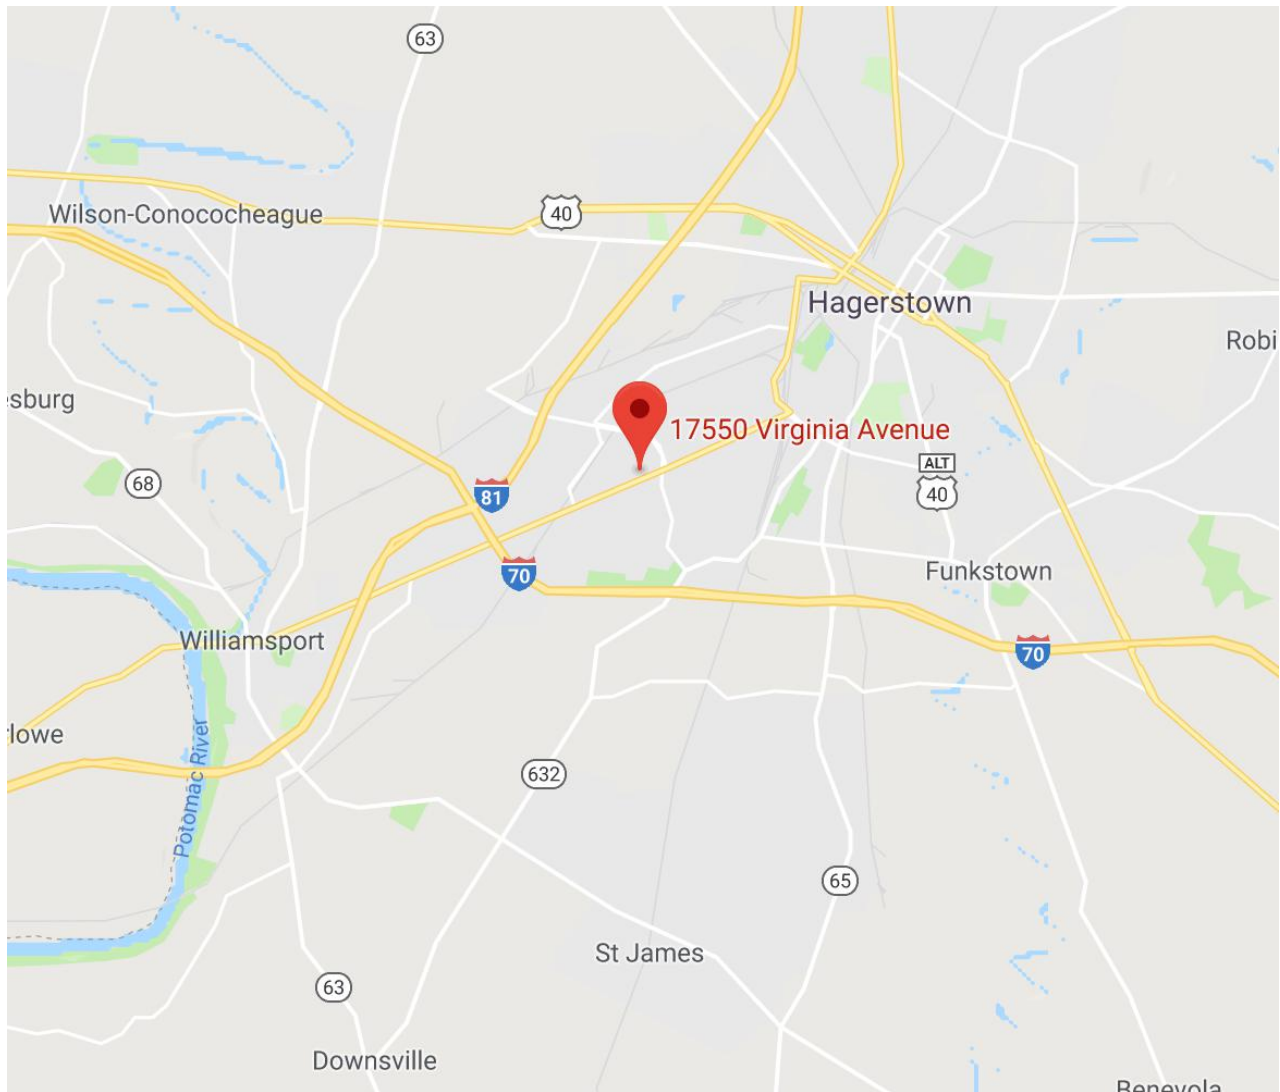 63
Wilson-Conococheague
40
Hagerstown
Robi
sburg
17550 Virginia Avenue
68
81
ALT
40
70
Funkstown
Williamsport
70
rlowe
Potomac River
632
65
St James
63
Downsville
Benevola